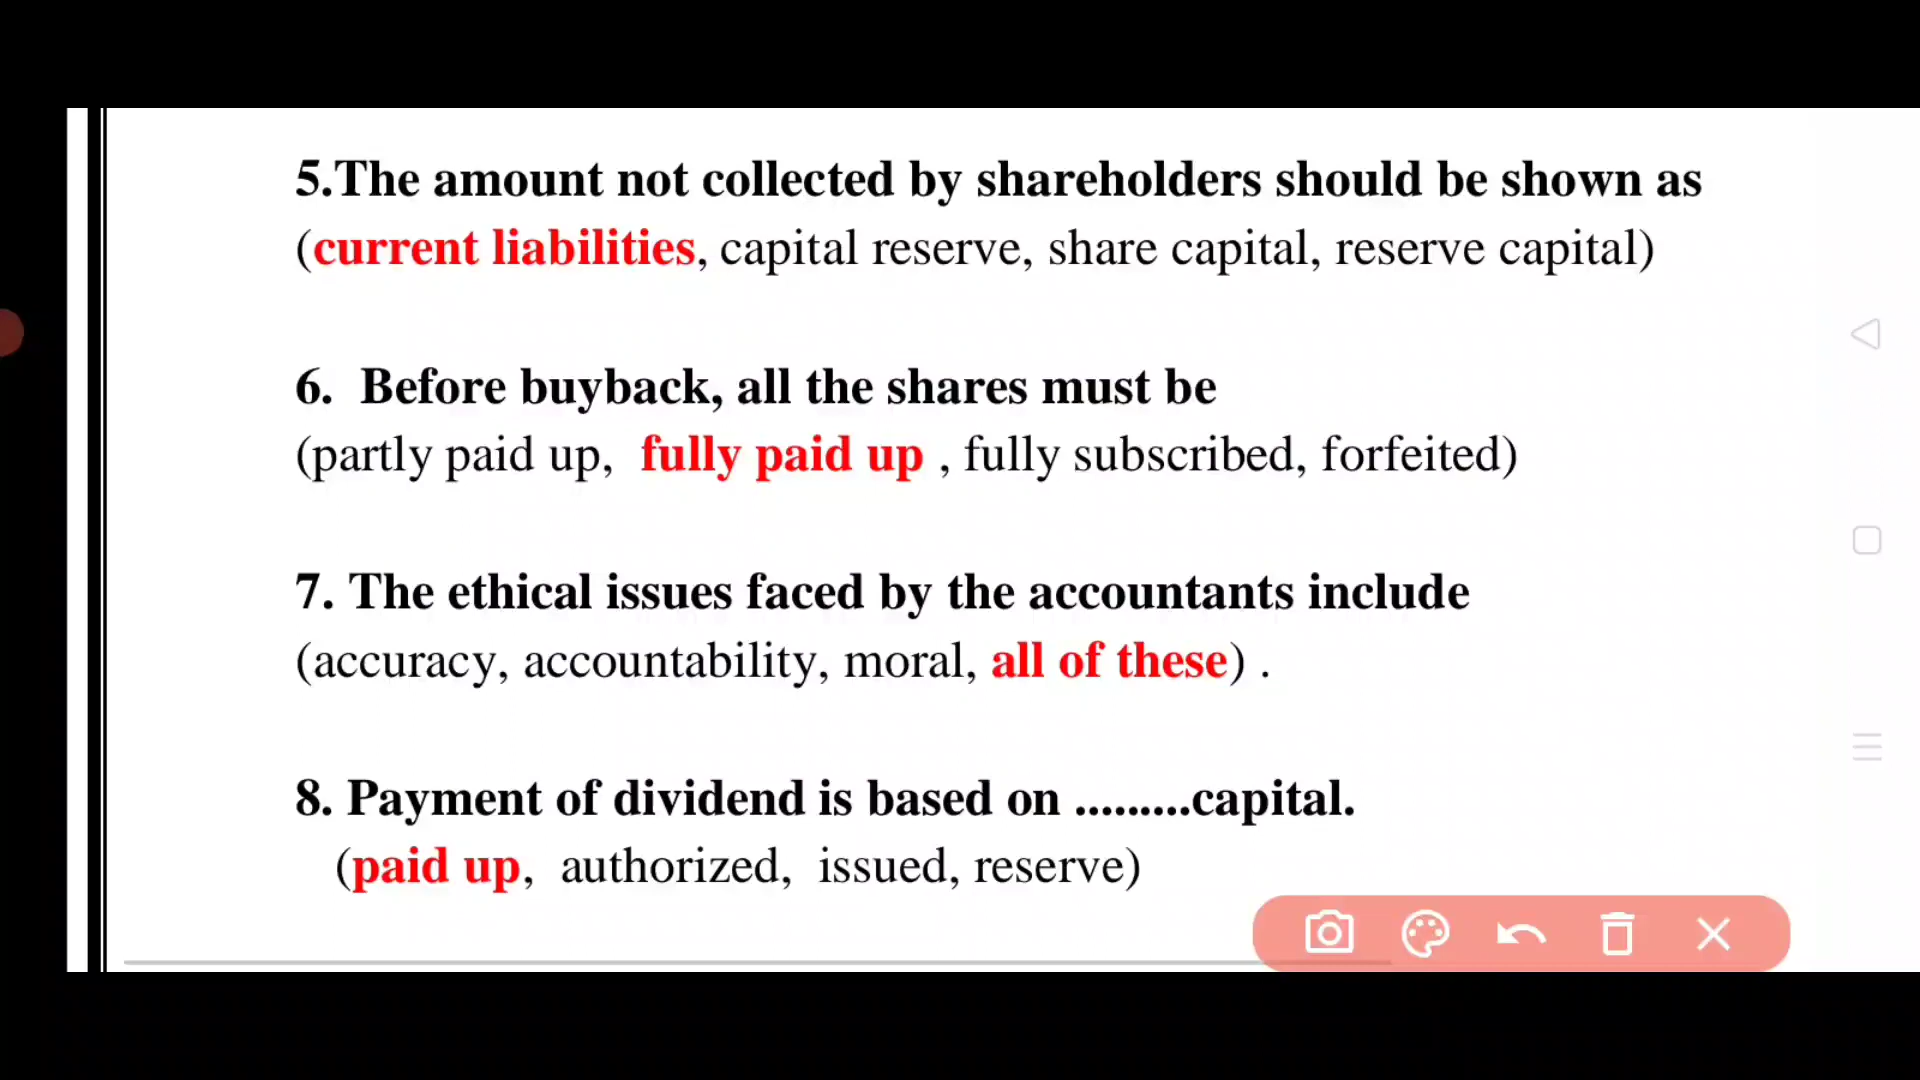 5.The amount not collected by shareholders should be shown as
(current liabilities, capital reserve, share capital, reserve capital)
6. Before buyback, all the shares must be
(partly paid up, fully paid up , fully subscribed, forfeited)
7. The ethical issues faced by the accountants include
(accuracy, accountability, moral, all of these) .
8. Payment of dividend is based on .........capital.
(paid up, authorized, issued, reserve)